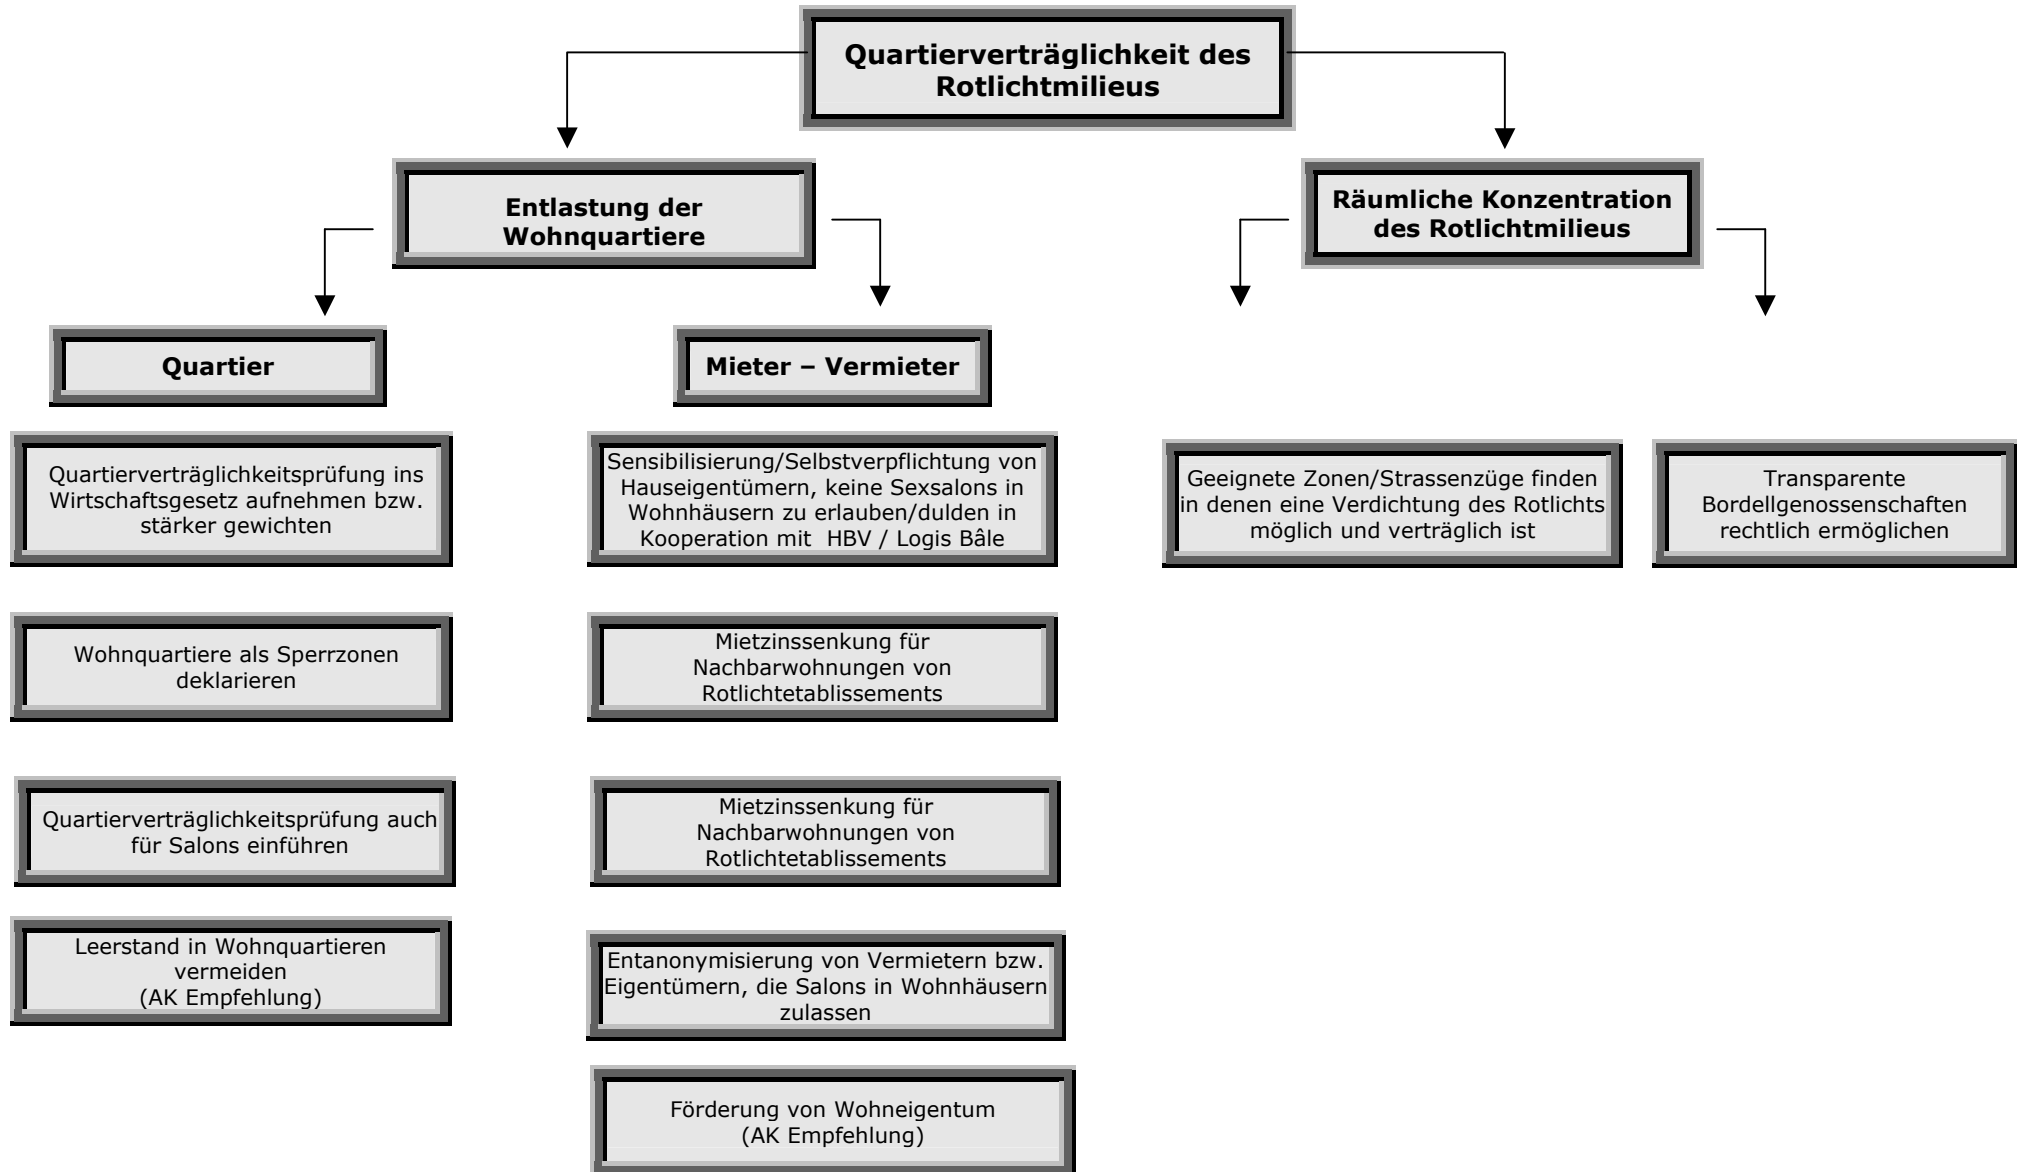 Quartierverträglichkeit des
Rotlichtmilieus
Entlastung der
Wohnquartiere
Räumliche Konzentration
des Rotlichtmilieus
Quartier
Mieter – Vermieter
Quartierverträglichkeitsprüfung ins
Wirtschaftsgesetz aufnehmen bzw.
stärker gewichten
Wohnquartiere als Sperrzonen
deklarieren
Quartierverträglichkeitsprüfung auch
für Salons einführen
Leerstand in Wohnquartieren
vermeiden
(AK Empfehlung)
Sensibilisierung/Selbstverpflichtung von
Hauseigentümern, keine Sexsalons in
Wohnhäusern zu erlauben/dulden in
Kooperation mit HBV / Logis Bâle
Mietzinssenkung für
Nachbarwohnungen von
Rotlichtetablissements
Mietzinssenkung für
Nachbarwohnungen von
Rotlichtetablissements
Entanonymisierung von Vermietern bzw.
Eigentümern, die Salons in Wohnhäusern
zulassen
Förderung von Wohneigentum
(AK Empfehlung)
Geeignete Zonen/Strassenzüge finden
in denen eine Verdichtung des Rotlichts
möglich und verträglich ist
Transparente
Bordellgenossenschaften
rechtlich ermöglichen